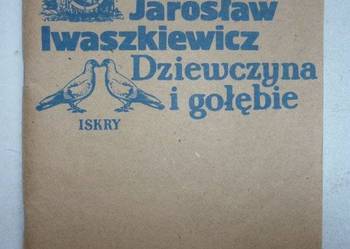 Jarosław
Iwaszkiewicz
Dziewczyna
i gołębie
ISKRY